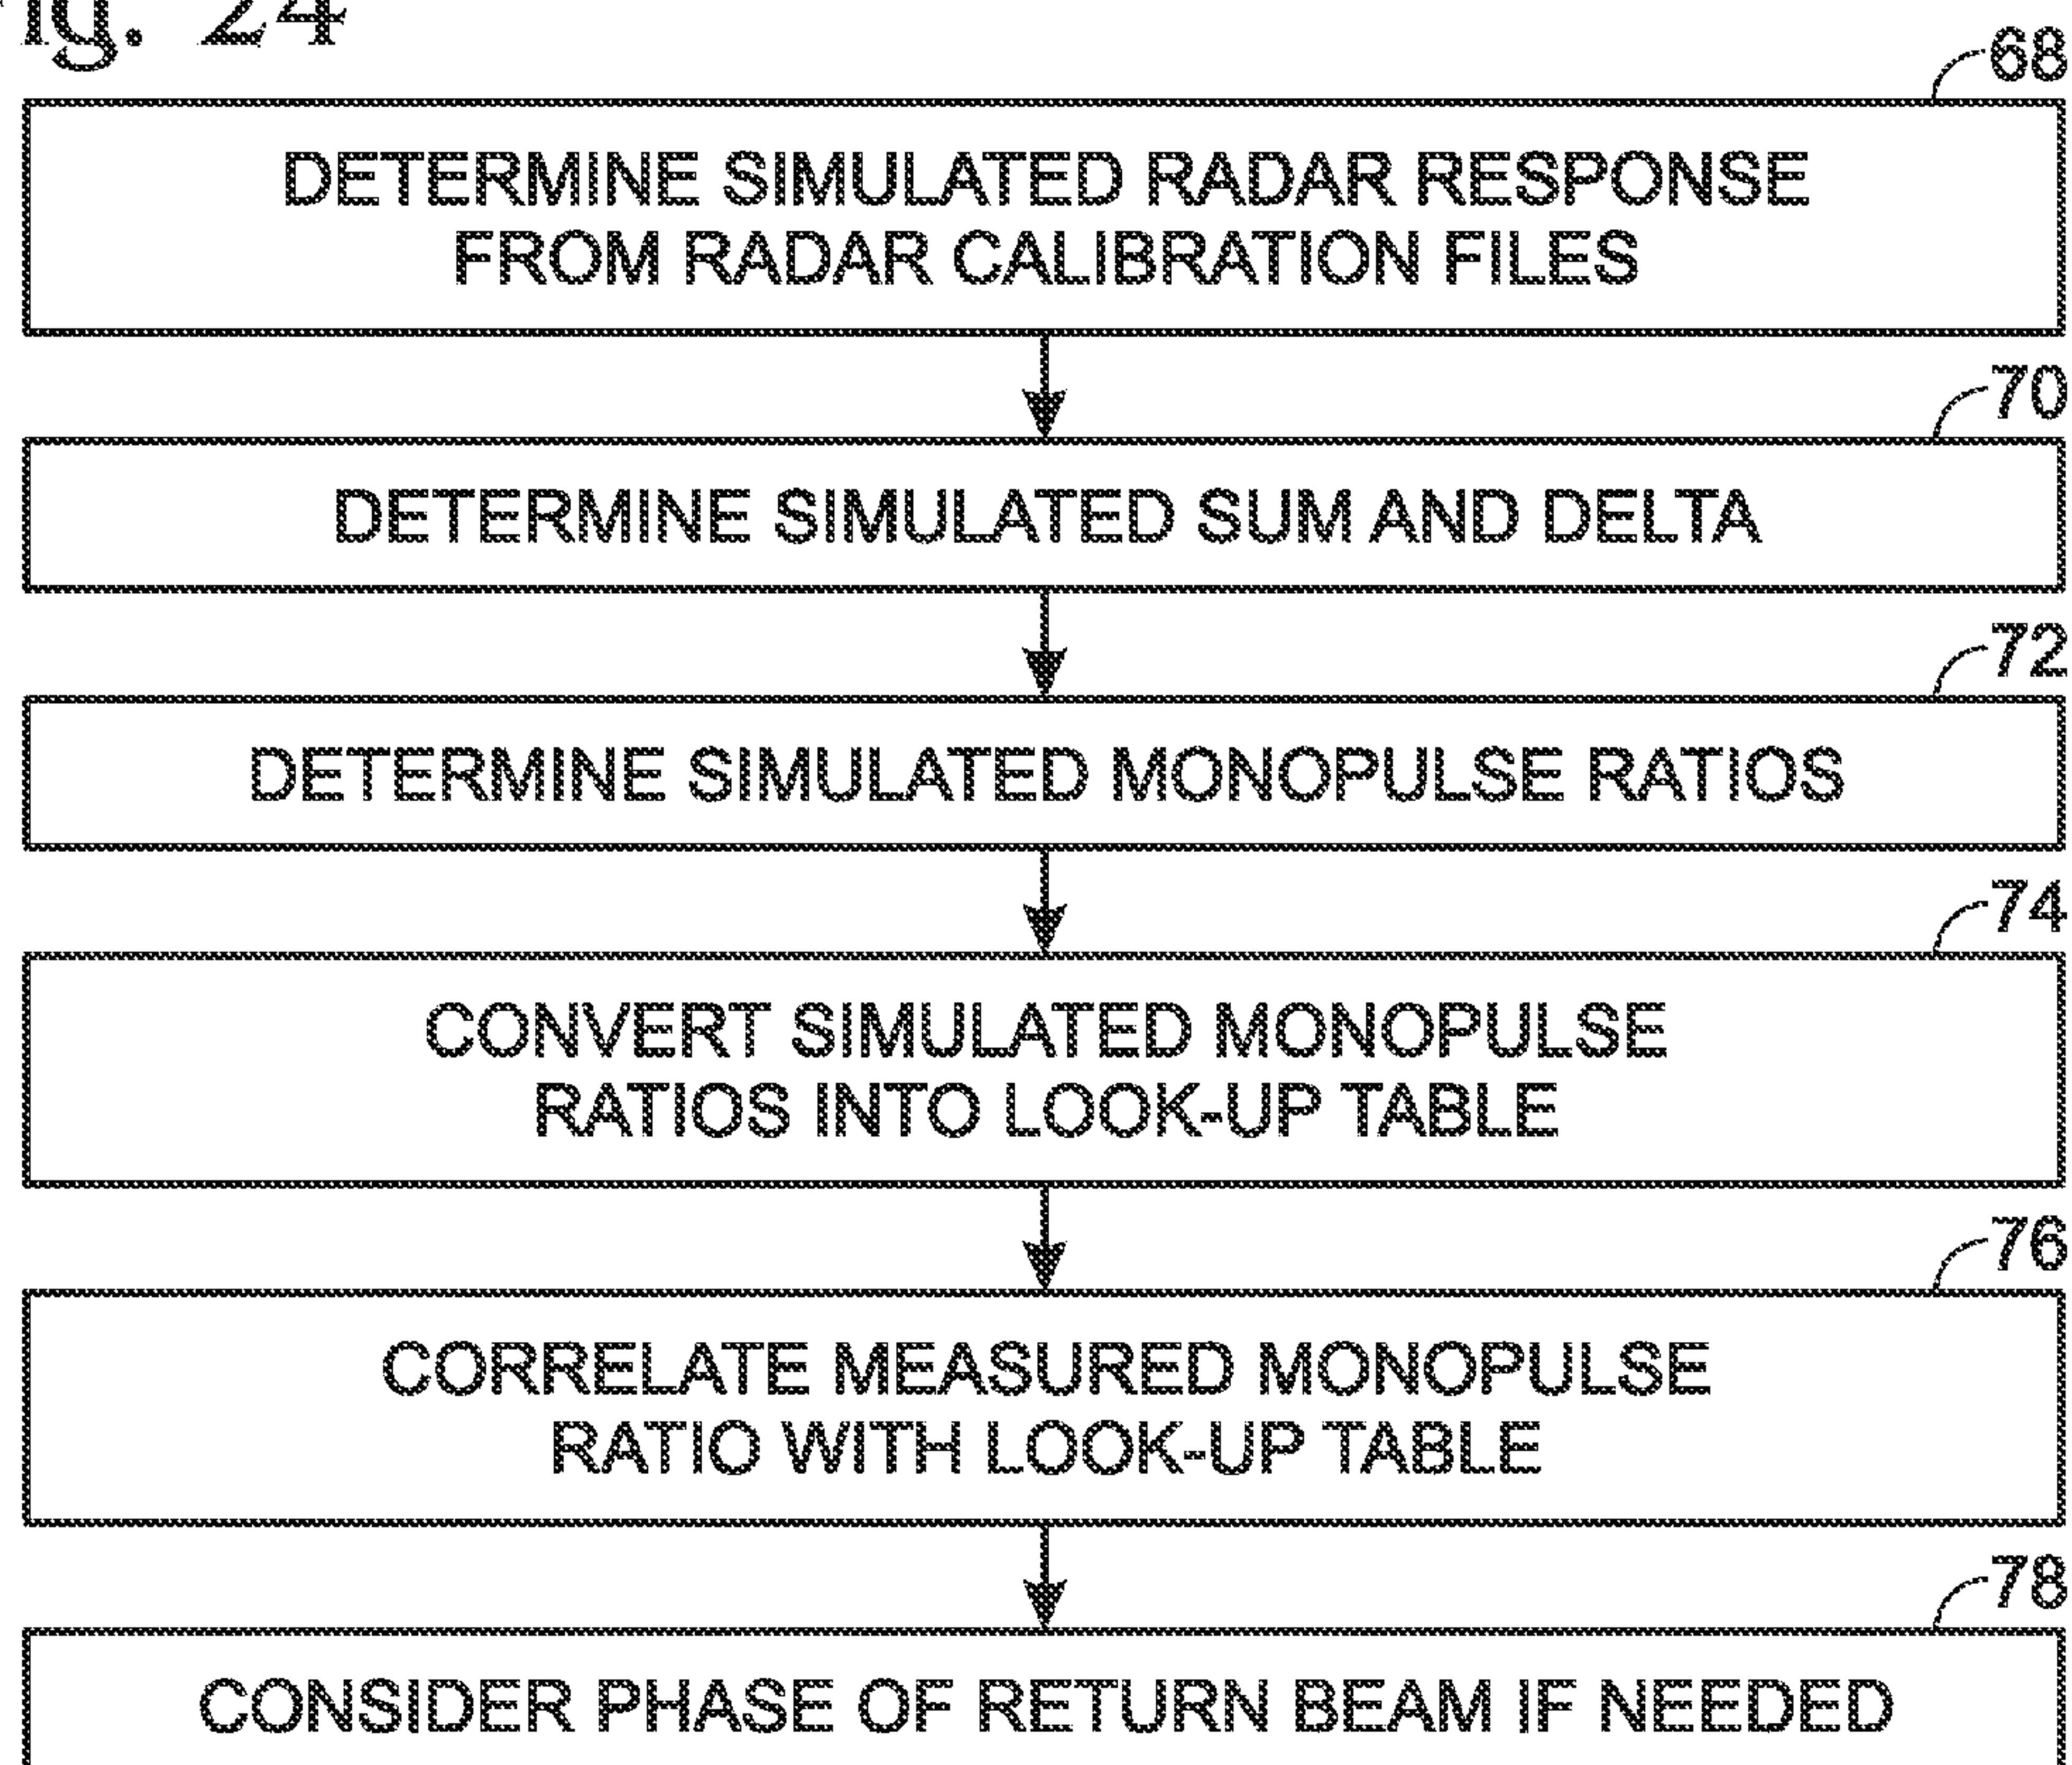 ig. 24
68
DETERMINE SIMULATED RADAR RESPONSE
FROM RADAR CALIBRATION FILES
70
DETERMINE SIMULATED SUM AND DELTA
72
DETERMINE SIMULATED MONOPULSE RATIOS
74
CONVERT SIMULATED MONOPULSE
RATIOS INTO LOOK-UP TABLE
76
CORRELATE MEASURED MONOPULSE
RATIO WITH LOOK-UP TABLE
78
CONSIDER PHASE OF RETURN BEAM IF NEEDED